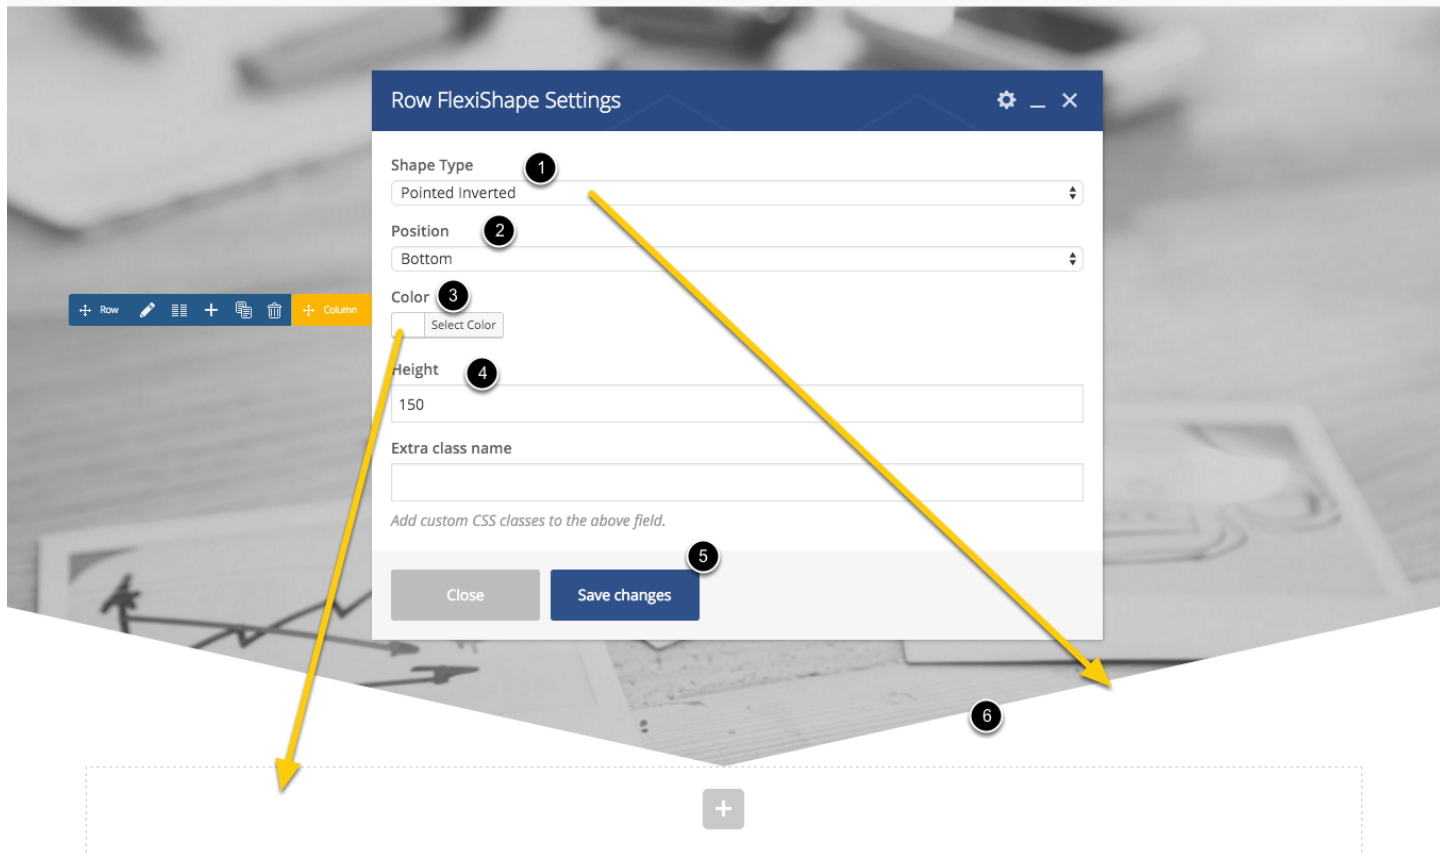 Row FlexiShape Settings
Shape Type 1
Pointed Inverted
Position 2
Bottom
Row
Column
Color 3
Select Color
Height 4
150
Extra class name
Add custom CSS classes to the above field.
5
Close
Save changes
6